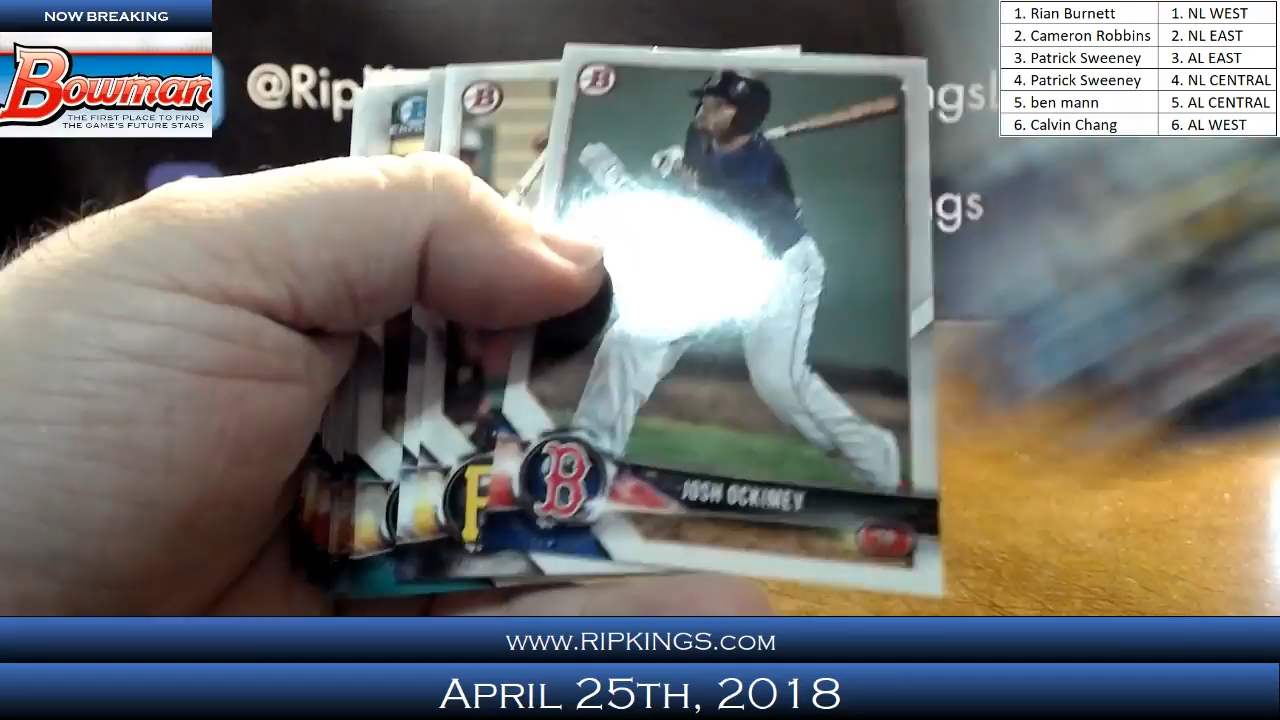 NOW BREAKING
Bowman
THE FIRST PLACE TO FIND
THE GAME'S FUTURE STARS
1. Rian Burnett 1. NL WEST
2. Cameron Robbins 2. NL EAST
3. Patrick Sweeney 3. AL EAST
4. Patrick Sweeney 4. NL CENTRAL
5. ben mann 5. AL CENTRAL
6. Calvin Chang 6. AL WEST
@Rip
ngs
B
B
P
B
JOSH OCKIMEY
WWW.RIPKINGS.COM
APRIL 25TH, 2018